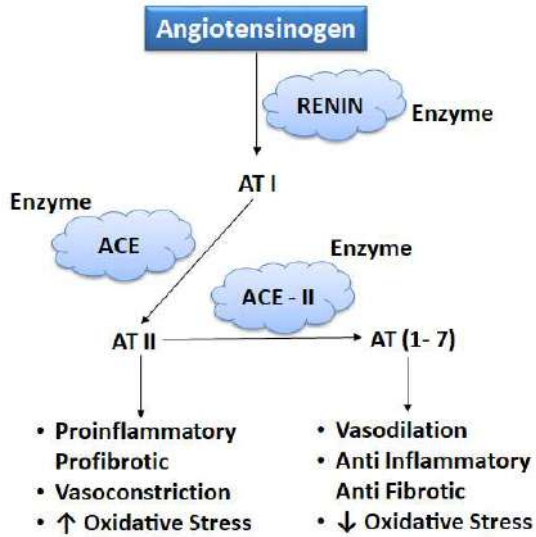 Angiotensinogen
RENIN
Enzyme
AT I
Enzyme
ACE
Enzyme
ACE - II
AT II
AT (1- 7)
• Proinflammatory
Profibrotic
• Vasoconstriction
• ↑ Oxidative Stress
• Vasodilation
• Anti Inflammatory
Anti Fibrotic
• ↓ Oxidative Stress